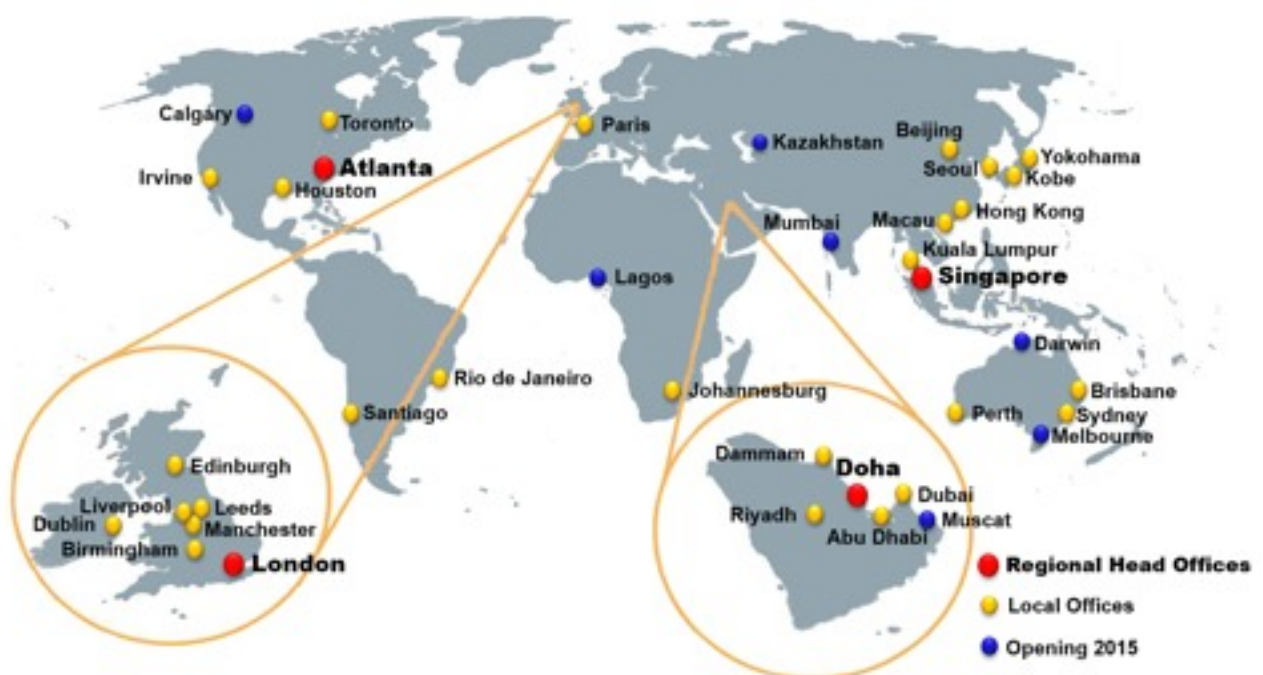 Calgary
Toronto
Atlanta
Irvine
Houston
Paris
Kazakhstan
Beijing
Seoul
Yokohama
Kobe
Mumbai
Macau
Hong Kong
Kuala Lumpur
Singapore
Lagos
Darwin
Rio de Janeiro
Santiago
Johannesburg
Perth
Brisbane
Sydney
Melbourne
Edinburgh
Liverpool
Leeds
Dublin
Manchester
Birmingham
London
Dammam
Doha
Dubai
Riyadh
Abu Dhabi
Muscat
Regional Head Offices
Local Offices
Opening 2015